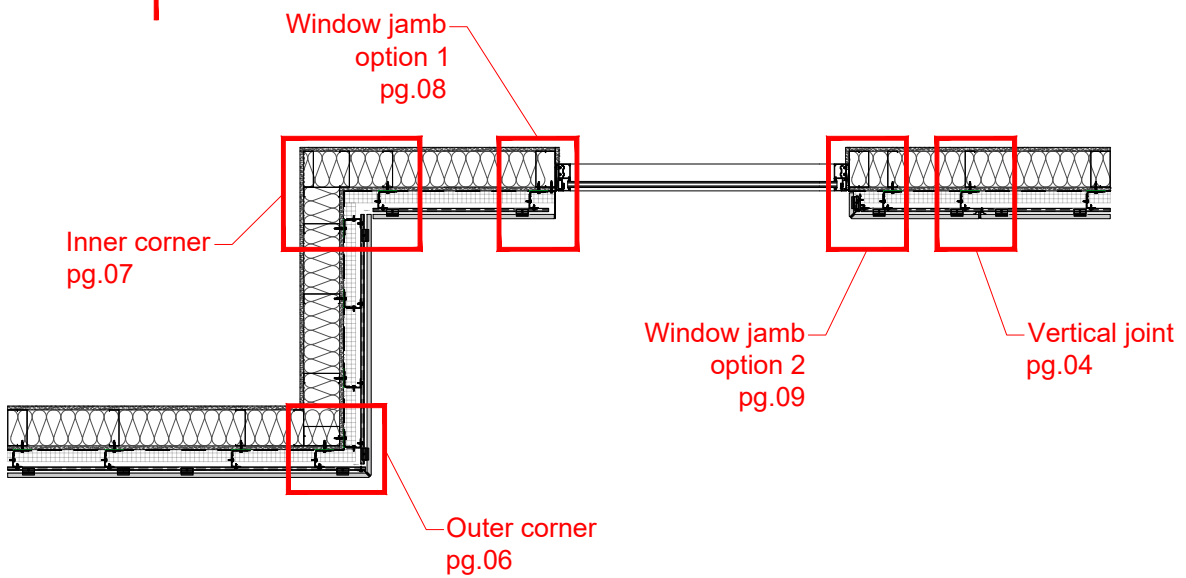 Window jamb
option 1
pg.08
Inner corner
pg.07
Window jamb
option 2
pg.09
Vertical joint
pg.04
Outer corner
pg.06